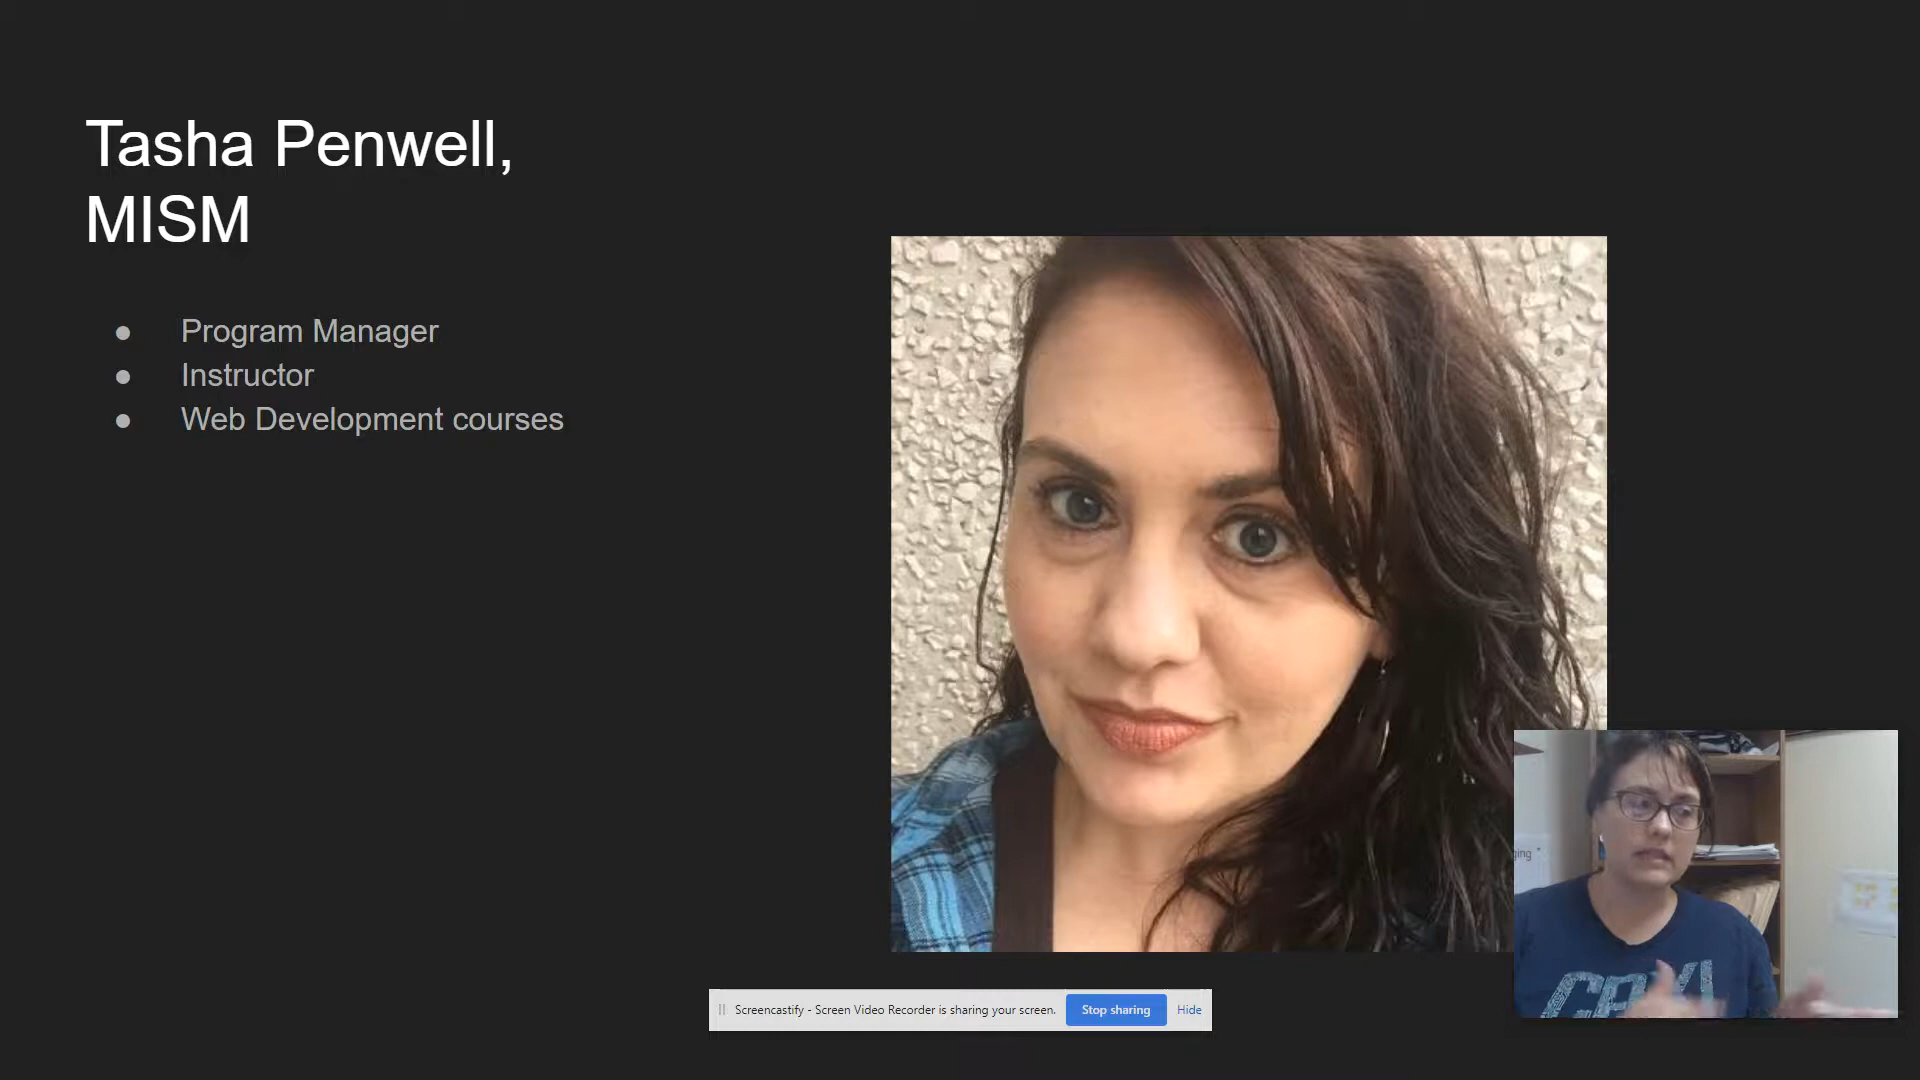 Tasha Penwell,
MISM
● Program Manager
● Instructor
● Web Development courses
ging "
Screencastify - Screen Video Recorder is sharing your screen. Stop sharing Hide